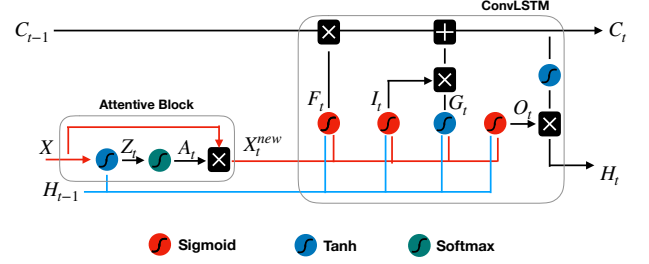 ConvLSTM
C_{t-1}
C_t
F_t
I_t
G_t
O_t
Attentive Block
X
Z_t
A_t
X_t^{new}
H_{t-1}
H_t
Sigmoid
Tanh
Softmax